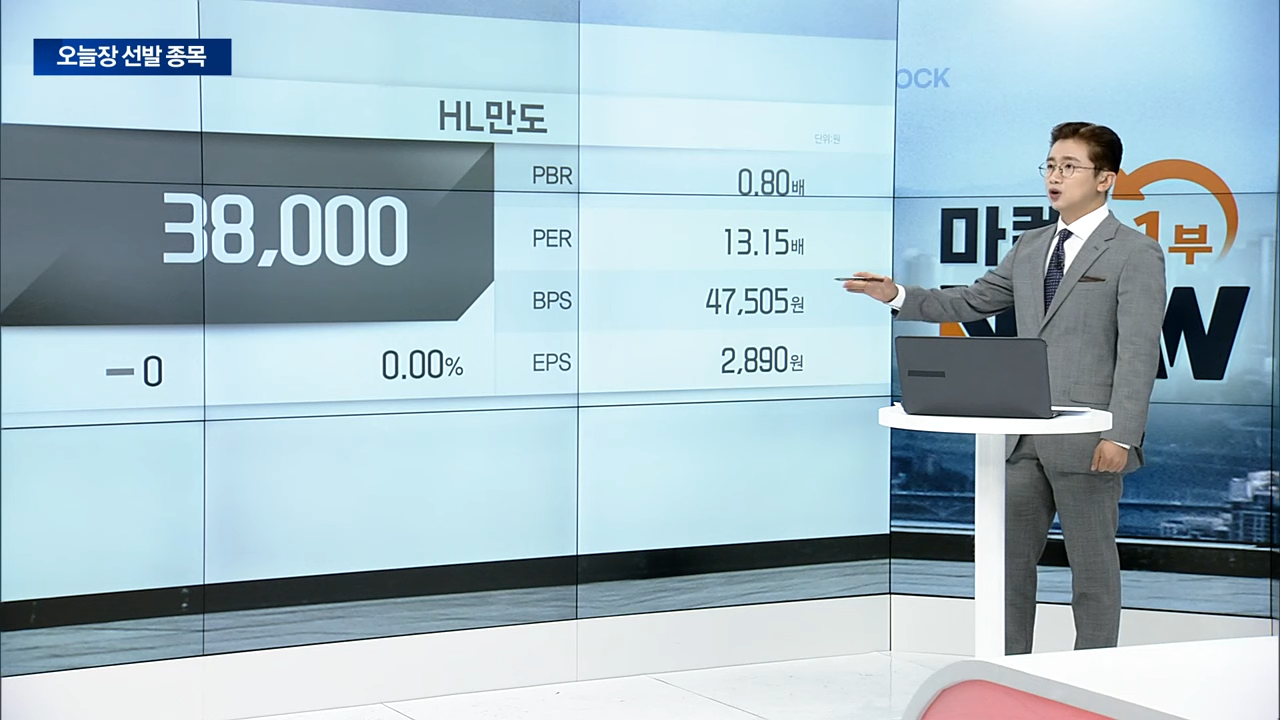 오늘장 선발 종목
HL만도
단위:원
38,000
0
0.00%
PBR 0.80배
PER 13.15배
BPS 47,505원
EPS 2,890원
OCK
1부